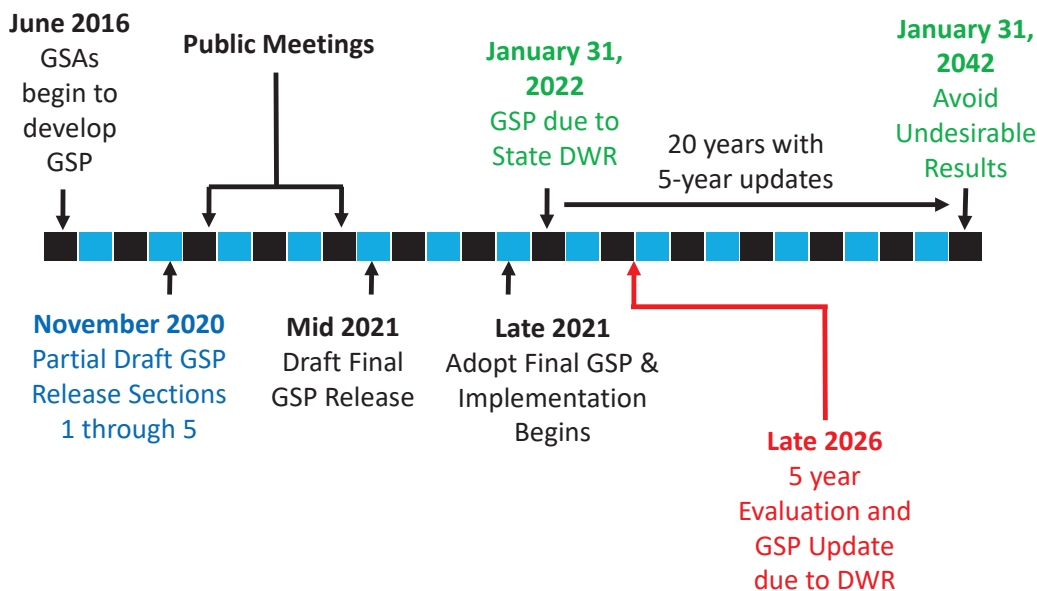 June 2016
GSAs
begin to
develop
GSP
Public Meetings
January 31,
2022
GSP due to
State DWR
20 years with
5-year updates
January 31,
2042
Avoid
Undesirable
Results
November 2020
Partial Draft GSP
Release Sections
1 through 5
Mid 2021
Draft Final
GSP Release
Late 2021
Adopt Final GSP &
Implementation
Begins
Late 2026
5 year
Evaluation and
GSP Update
due to DWR